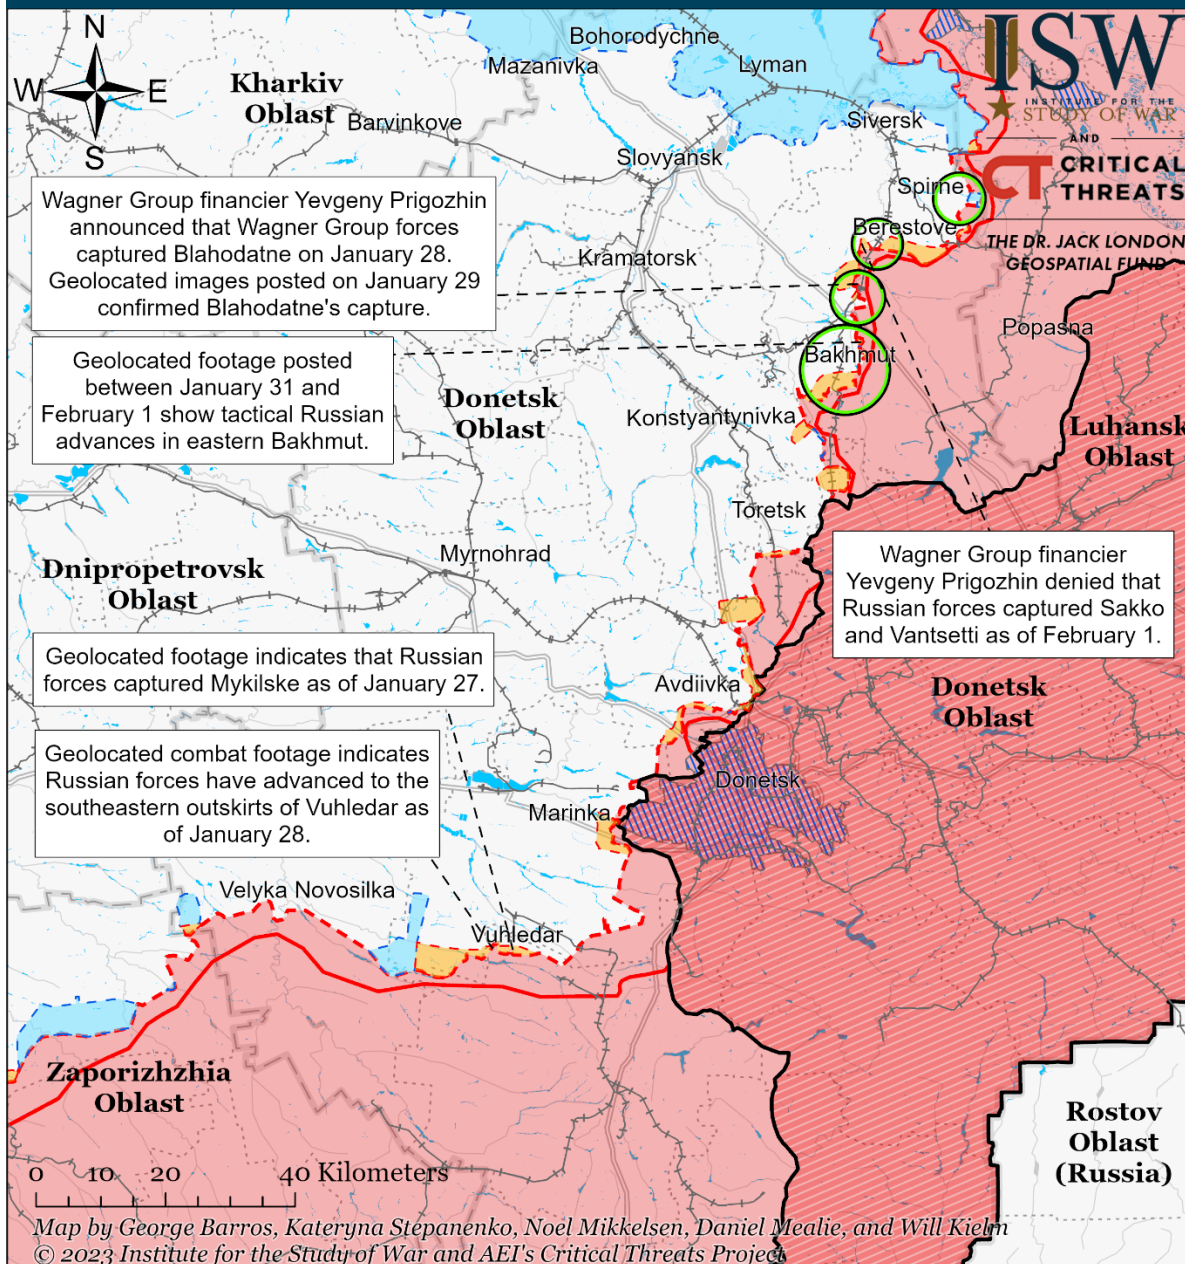 N
W
E
S
ISW
INSTITUTE FOR THE
STUDY OF WAR
AND
CT CRITICAL
THREATS
THE DR. JACK LONDON
GEOSPATIAL FUND
Bohorodychne
Mazanivka
Lyman
Kharkiv
Oblast
Barvinkove
Siversk
Slovyansk
Spirne
Wagner Group financier Yevgeny Prigozhin
announced that Wagner Group forces
captured Blahodatne on January 28.
Geolocated images posted on January 29
confirmed Blahodatne's capture.
Berestove
Kramatorsk
Popasna
Geolocated footage posted
between January 31 and
February 1 show tactical Russian
advances in eastern Bakhmut.
Bakhmut
Donetsk
Oblast
Konstyantynivka
Luhansk
Oblast
Toretsk
Wagner Group financier
Yevgeny Prigozhin denied that
Russian forces captured Sakko
and Vantsetti as of February 1.
Myrnohrad
Dnipropetrovsk
Oblast
Geolocated footage indicates that Russian
forces captured Mykilske as of January 27.
Avdiivka
Donetsk
Oblast
Geolocated combat footage indicates
Russian forces have advanced to the
southeastern outskirts of Vuhledar as
of January 28.
Donetsk
Marinka
Velyka Novosilka
Vuhledar
Zaporizhzhia
Oblast
Rostov
Oblast
(Russia)
0 10 20 40 Kilometers
Map by George Barros, Kateryna Stepanenko, Noel Mikkelsen, Daniel Mealie, and Will Kielm
© 2023 Institute for the Study of War and AEI's Critical Threats Project